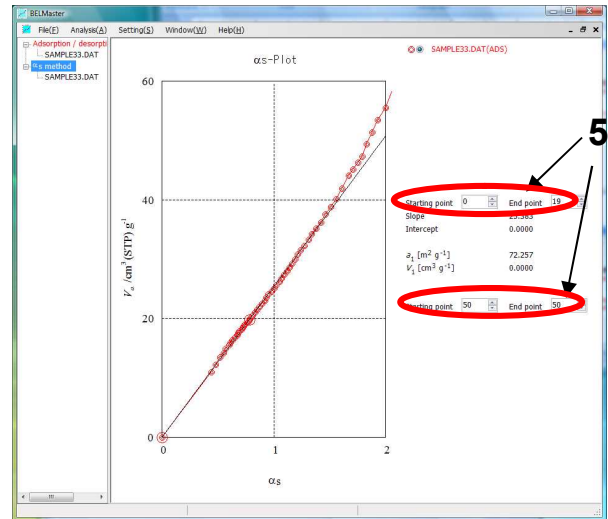 BELMaster
File(F) Analysis(A) Setting(S) Window(W) Help(H)
Adsorption / desorpti
SAMPLE33.DAT
αs method
SAMPLE33.DAT
αs-Plot
SAMPLE33.DAT(ADS)
60
40
20
0
0 1 2
Va /cm³(STP) g⁻¹
αs
5
Starting point 0 End point 19
Slope 25.383
Intercept 0.0000
a₁ [m² g⁻¹] 72.257
V₁ [cm³ g⁻¹] 0.0000
Starting point 50 End point 50